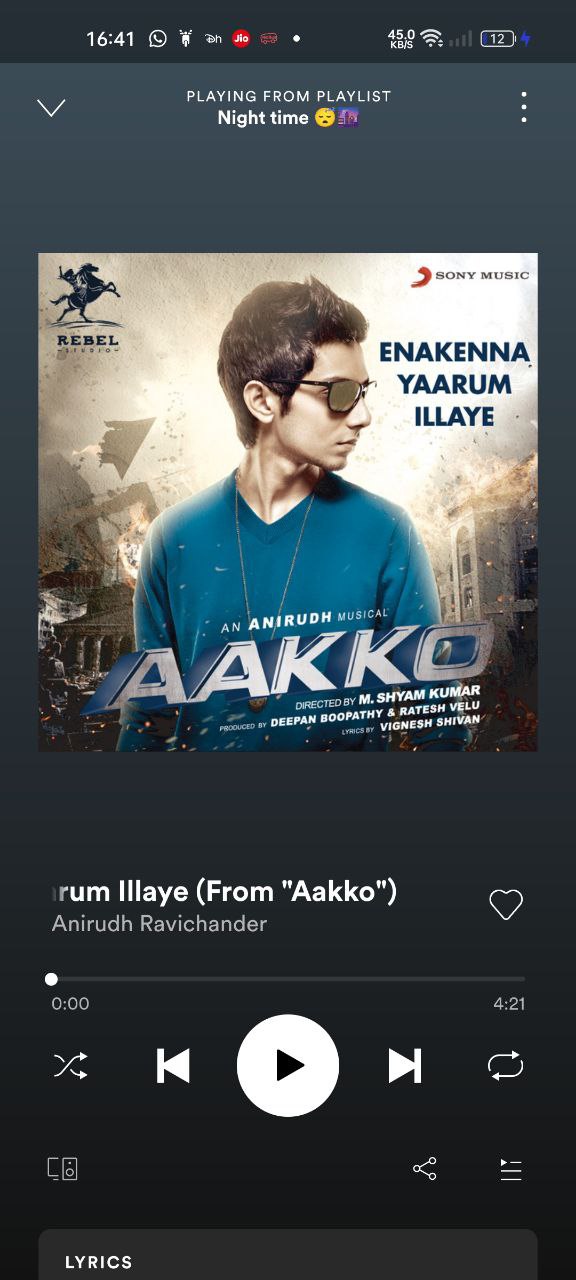 16:41
Dh
Jio
45.0
KB/S
12
PLAYING FROM PLAYLIST
Night time 😴🌆
REBEL
STUDIO
SONY MUSIC
ENAKENNA
YAARUM
ILLAYE
AN ANIRUDH MUSICAL
AAKKO
DIRECTED BY M. SHYAM KUMAR
PRODUCED BY DEEPAN BOOPATHY & RATESH VELU
LYRICS BY VIGNESH SHIVAN
rum Illaye (From "Aakko")
Anirudh Ravichander
0:00
4:21
LYRICS